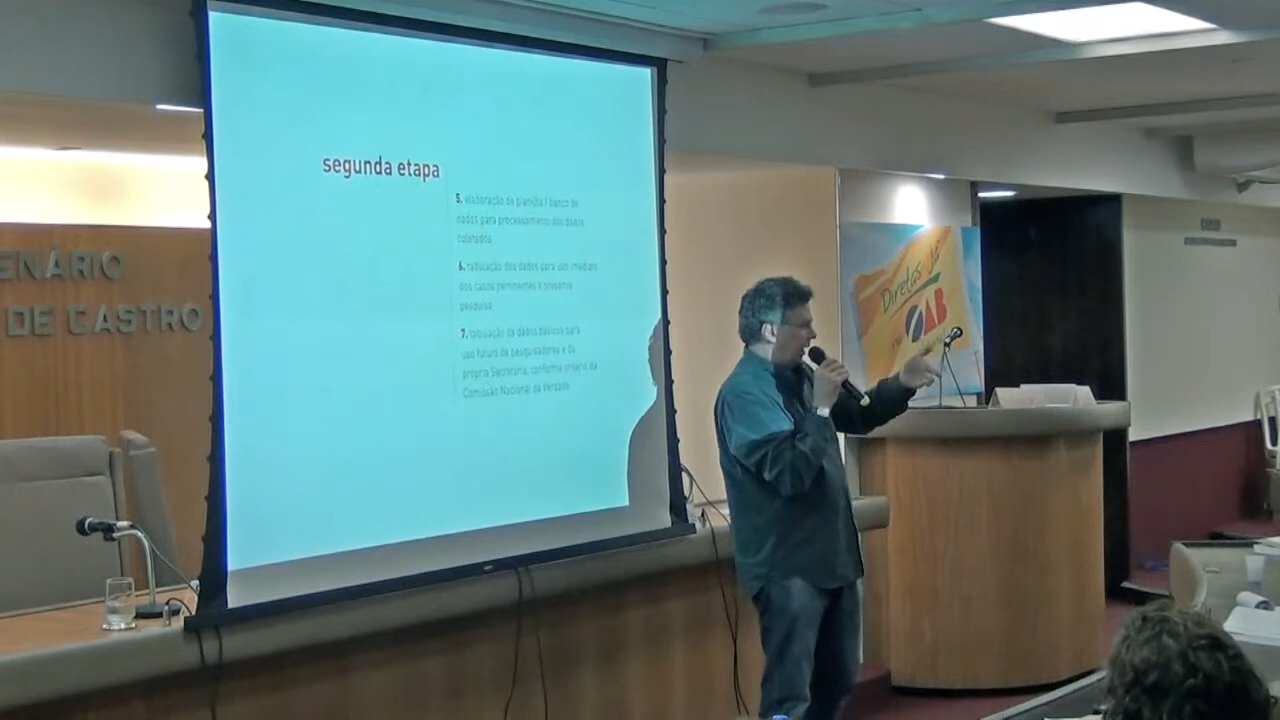 ENÁRIO
DE CASTRO
segunda etapa
5. elaboração de planilha / banco de
dados para processamento dos dados
coletados
6. tabulação dos dados para uso imediato
dos casos pertinentes à presente
pesquisa
7. tabulação de dados básicos para
uso futuro de pesquisadores e da
própria Secretaria, conforme critério da
Comissão Nacional da Verdade
Diretas Já
OAB